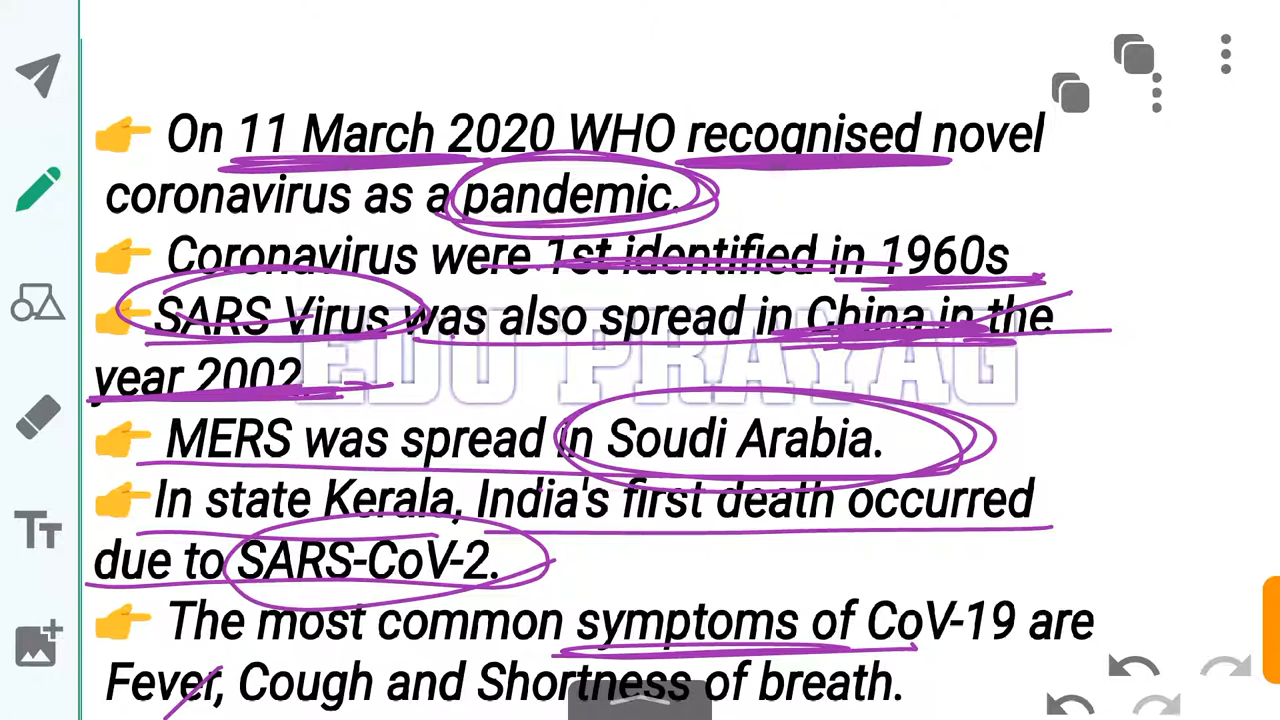 👉 On 11 March 2020 WHO recognised novel
coronavirus as a pandemic.
👉 Coronavirus were 1st identified in 1960s
👉 SARS Virus was also spread in China in the
year 2002
EDU PRAYAG
👉 MERS was spread in Soudi Arabia.
👉 In state Kerala, India's first death occurred
due to SARS-CoV-2.
👉 The most common symptoms of CoV-19 are
Fever, Cough and Shortness of breath.
TT